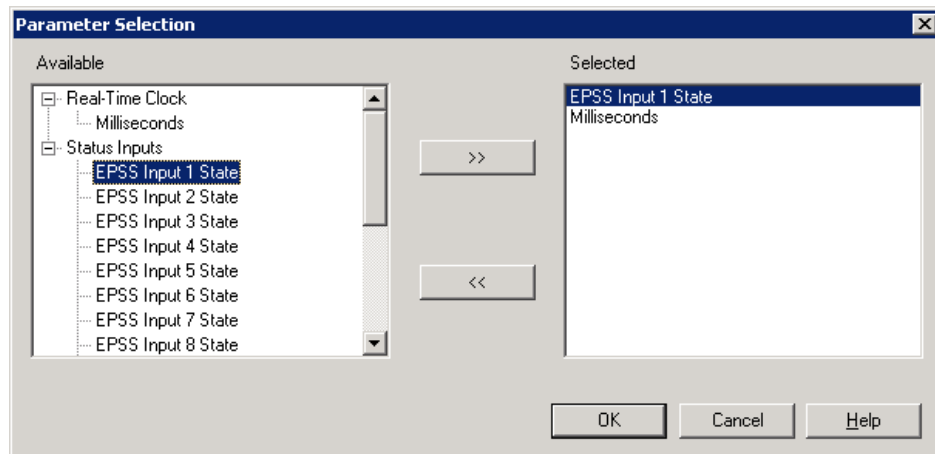 Parameter Selection
Available
Real-Time Clock
Milliseconds
Status Inputs
EPSS Input 1 State
EPSS Input 2 State
EPSS Input 3 State
EPSS Input 4 State
EPSS Input 5 State
EPSS Input 6 State
EPSS Input 7 State
EPSS Input 8 State
>>
<<
Selected
EPSS Input 1 State
Milliseconds
OK
Cancel
Help